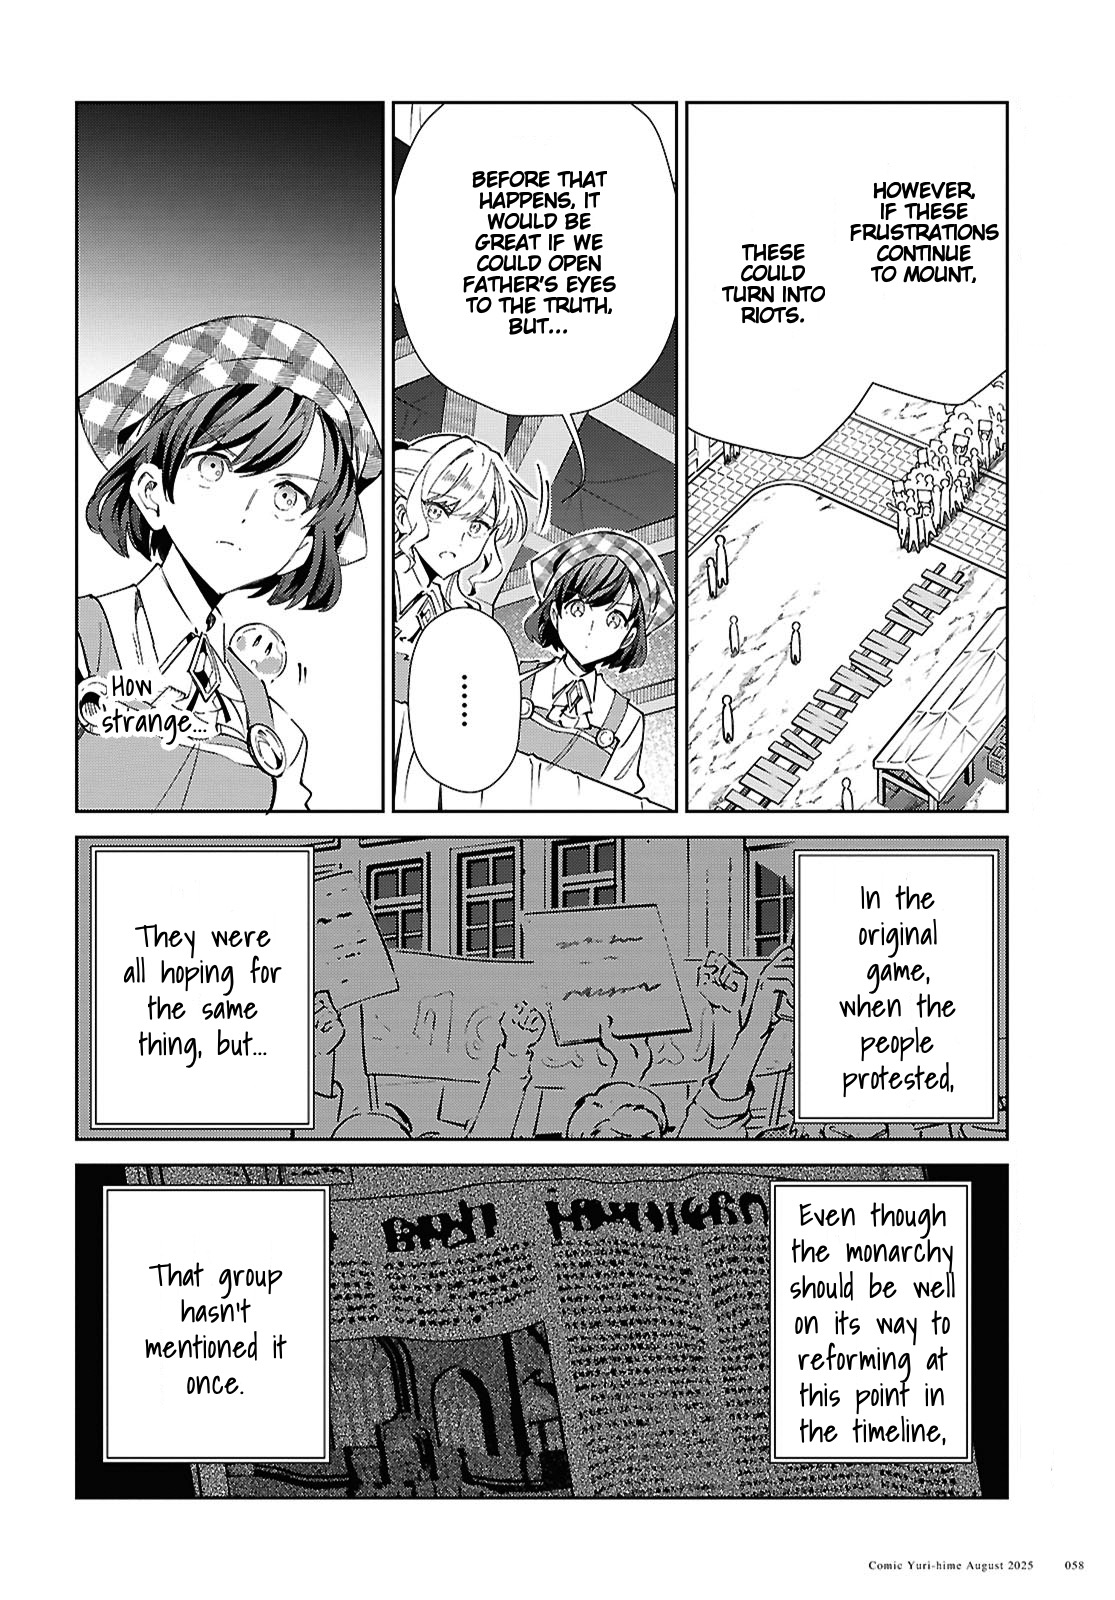 HOWEVER,
IF THESE
FRUSTRATIONS
CONTINUE
TO MOUNT,
THESE
COULD
TURN INTO
RIOTS.
BEFORE THAT
HAPPENS, IT
WOULD BE
GREAT IF WE
COULD OPEN
FATHER'S EYES
TO THE TRUTH,
BUT...
......
How
strange...
In the
original
game,
when the
people
protested,
They were
all hoping for
the same
thing, but...
Even though
the monarchy
should be well
on its way to
reforming at
this point in
the timeline,
That group
hasn't
mentioned it
once.
Comic Yuri-hime August 2025 058